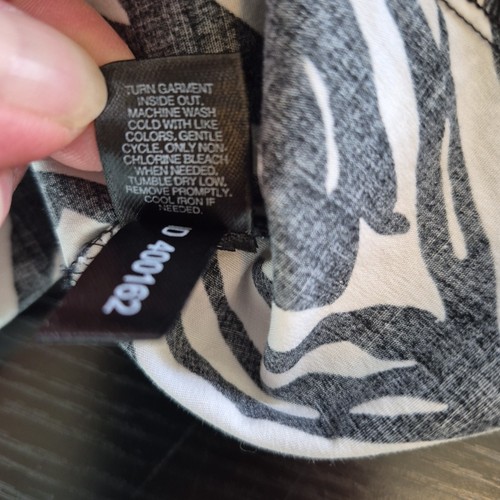 TURN GARMENT
INSIDE OUT.
MACHINE WASH
COLD WITH LIKE
COLORS. GENTLE
CYCLE. ONLY NON-
CHLORINE BLEACH
WHEN NEEDED.
TUMBLE DRY LOW.
REMOVE PROMPTLY.
COOL IRON IF
NEEDED.
D 400162